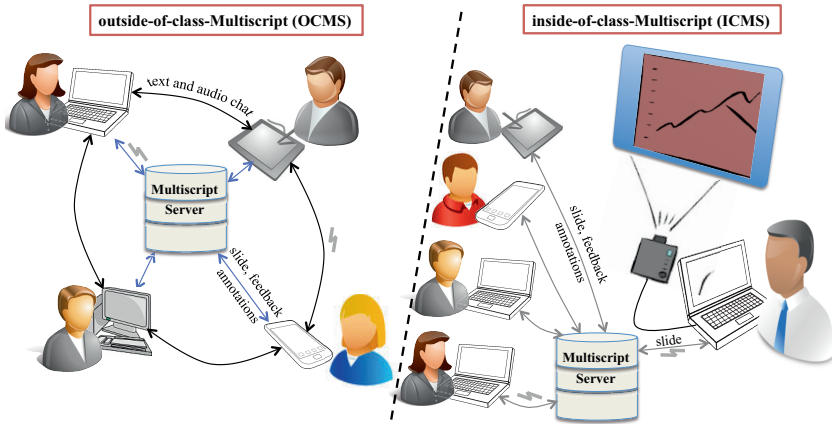 outside-of-class-Multiscript (OCMS)
text and audio chat
Multiscript
Server
slide, feedback
annotations
inside-of-class-Multiscript (ICMS)
slide, feedback
annotations
Multiscript
Server
slide